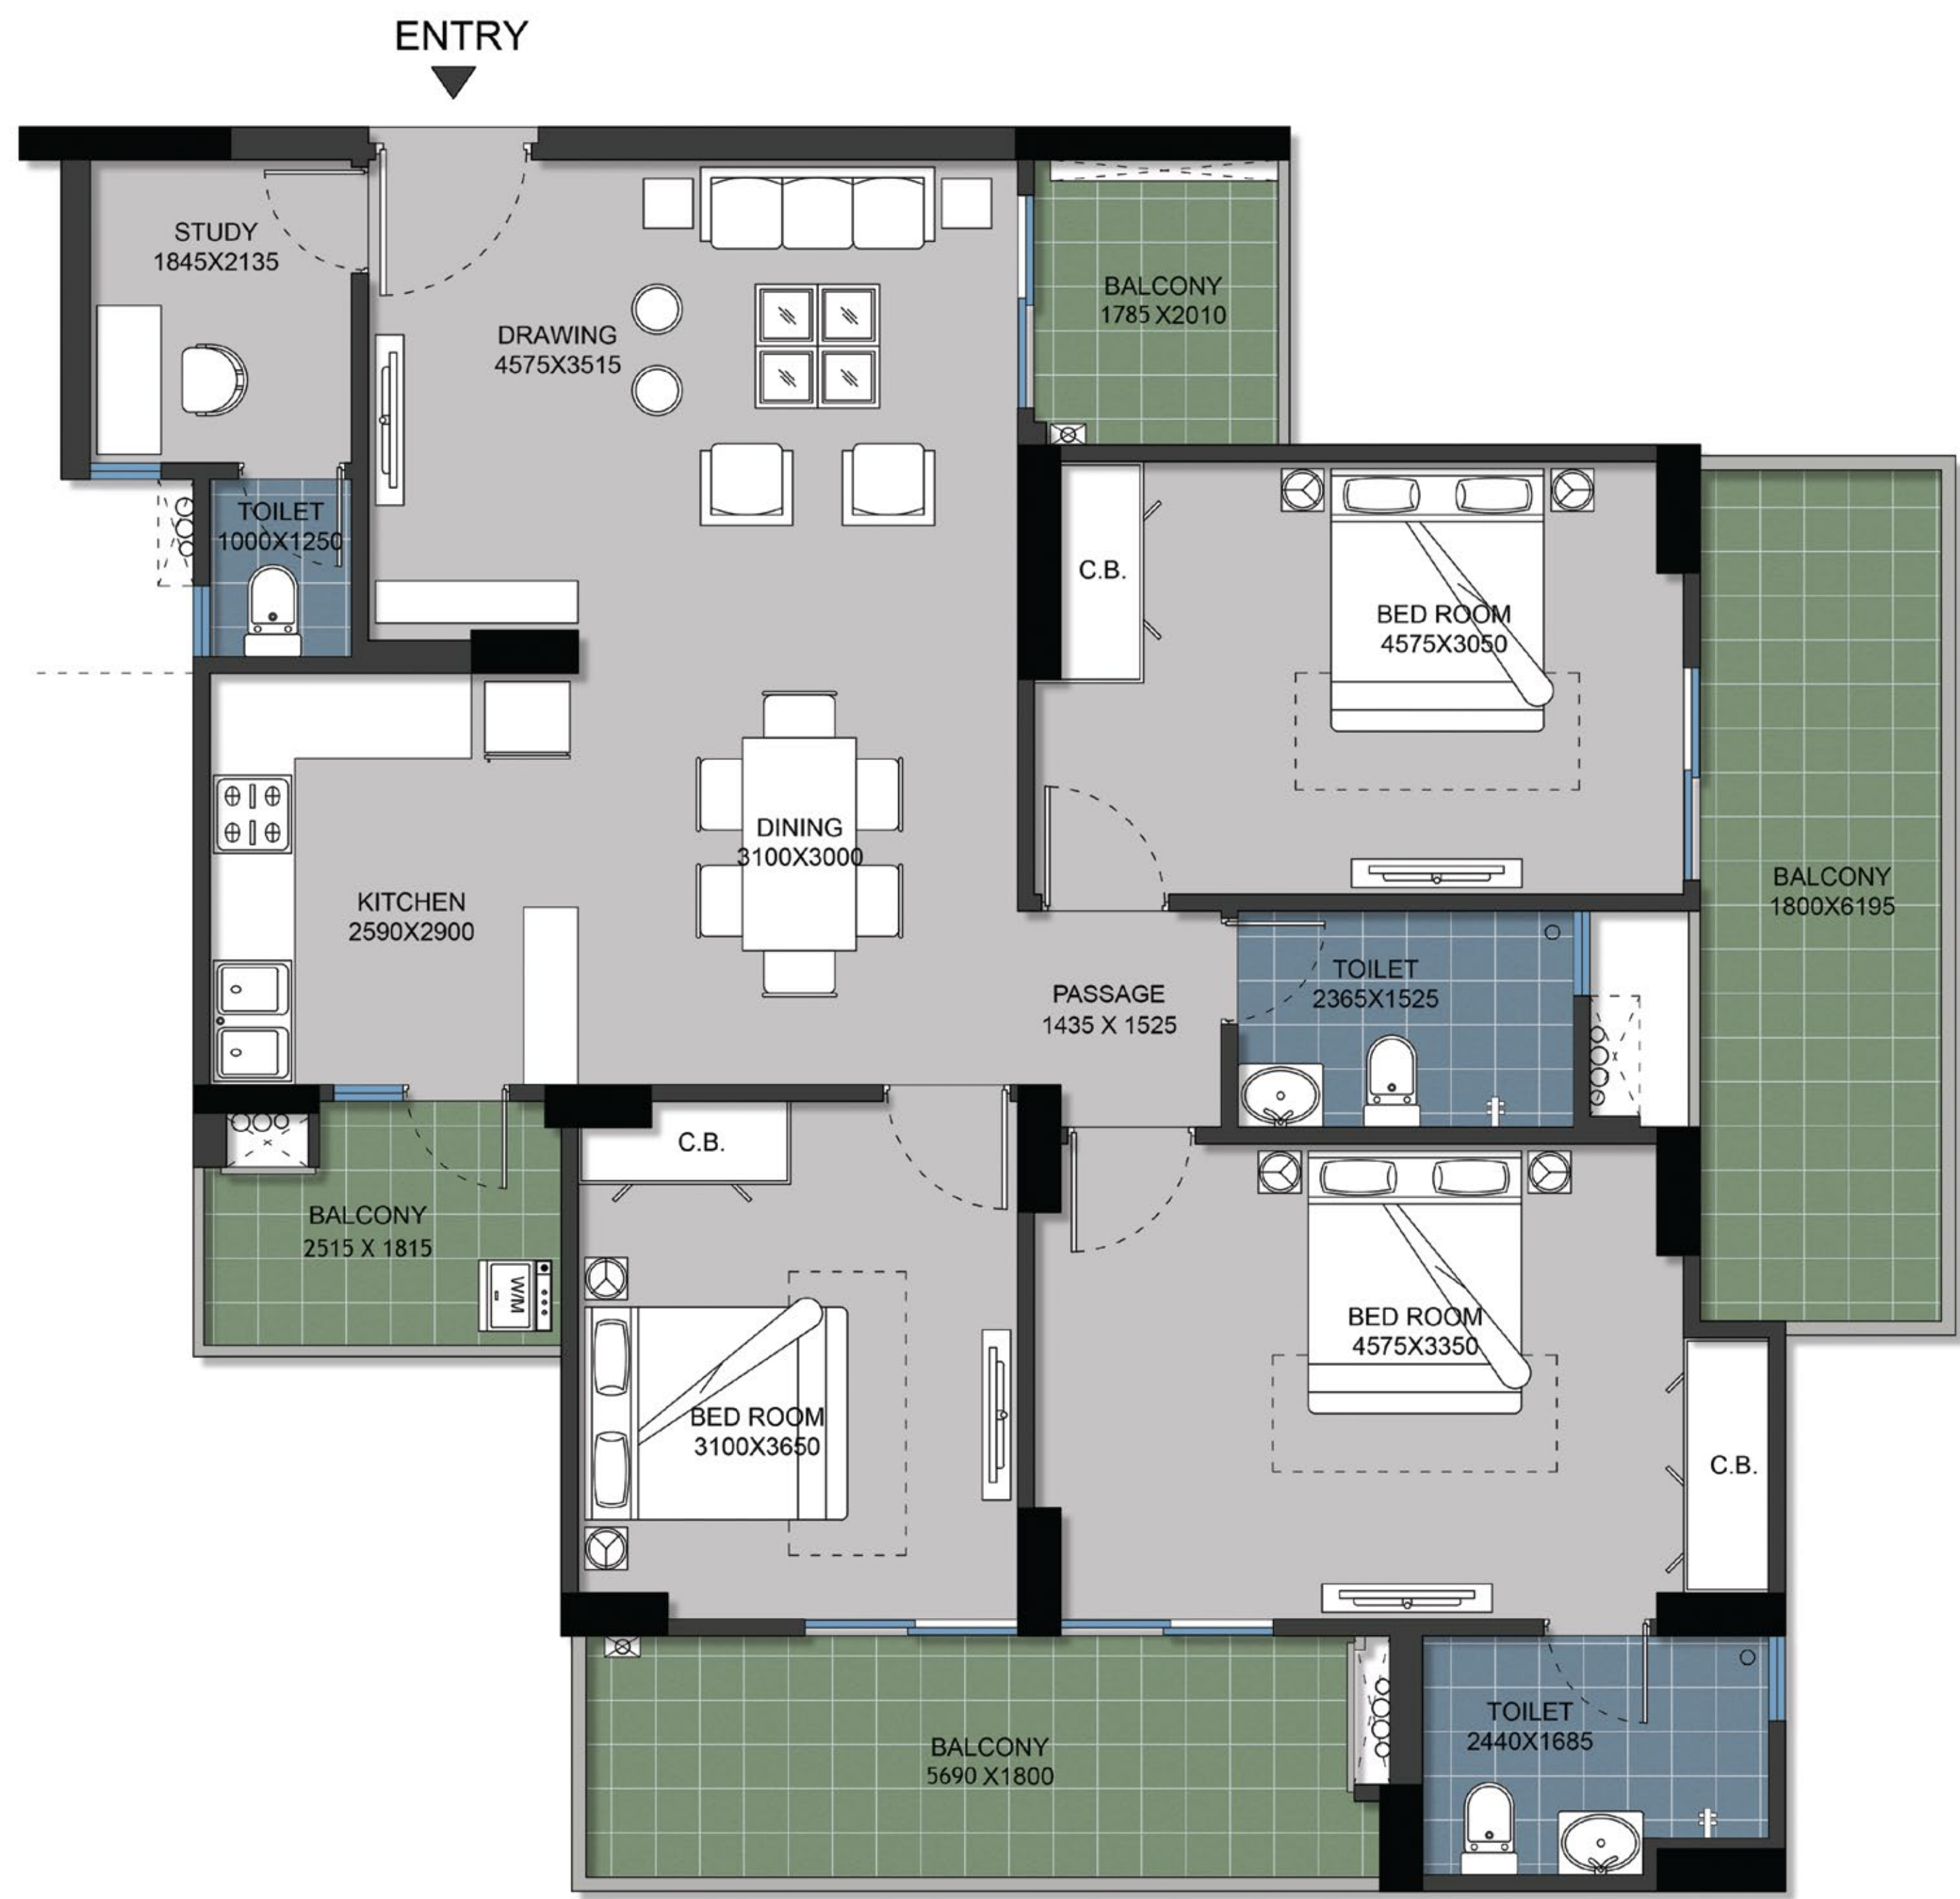 ENTRY
STUDY
1845X2135
DRAWING
4575X3515
BALCONY
1785 X2010
TOILET
1000X1250
C.B.
BED ROOM
4575X3050
DINING
3100X3000
KITCHEN
2590X2900
BALCONY
1800X6195
PASSAGE
1435 X 1525
TOILET
2365X1525
C.B.
BALCONY
2515 X 1815
W/M
BED ROOM
4575X3350
BED ROOM
3100X3650
C.B.
TOILET
2440X1685
BALCONY
5690 X1800